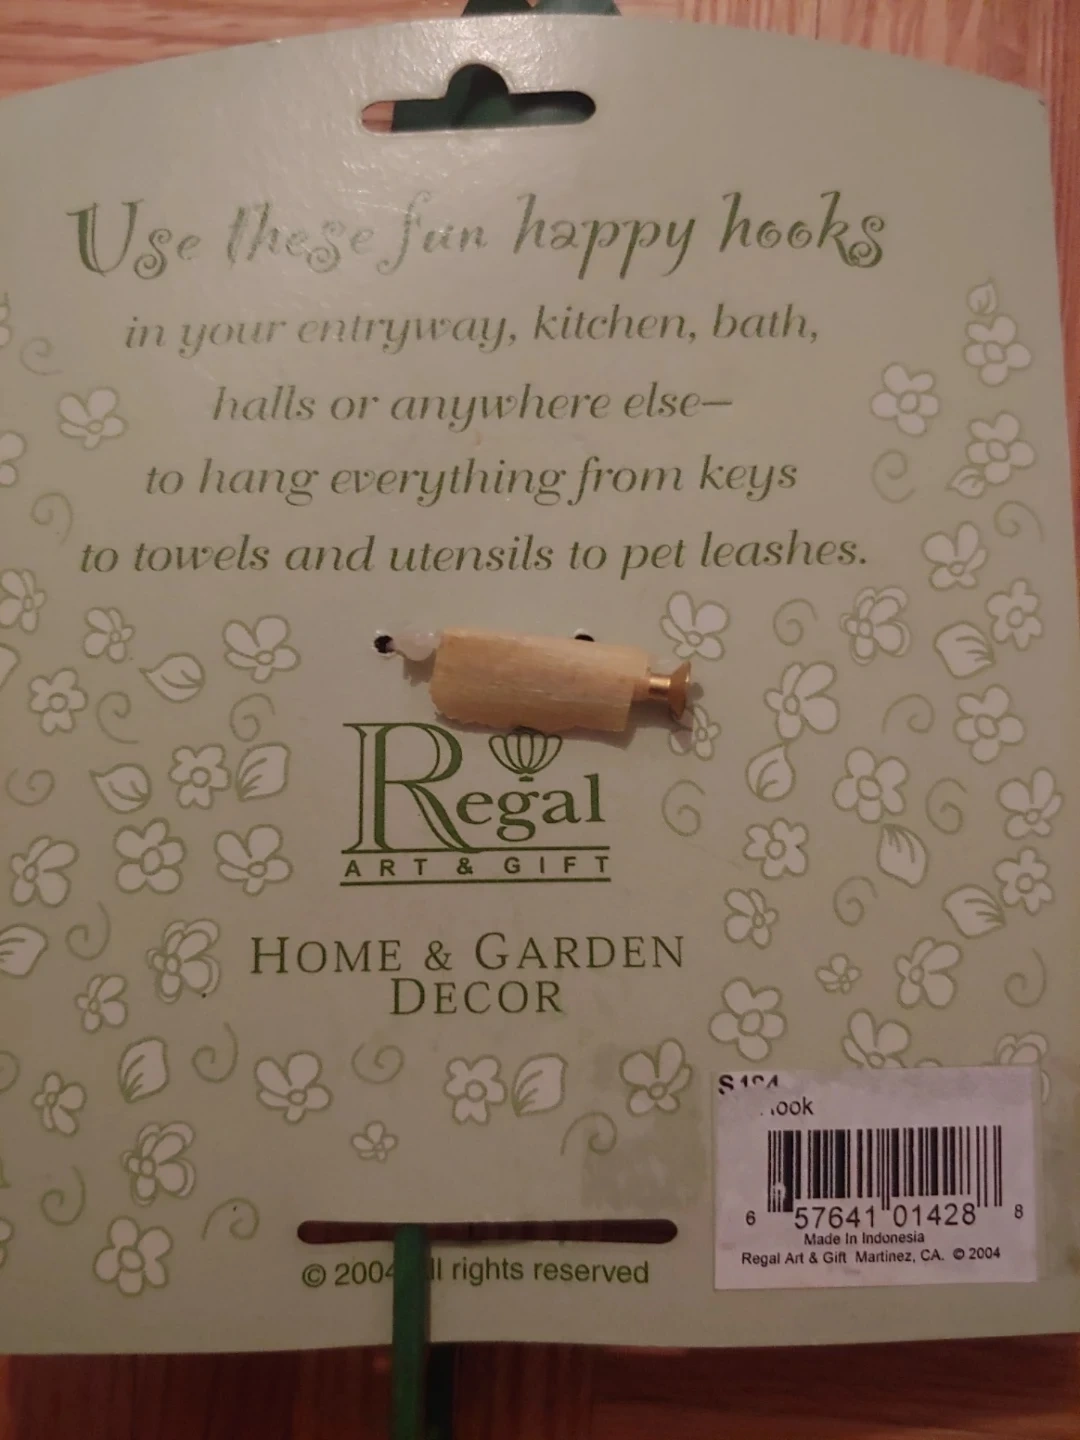 Use these fun happy hooks
in your entryway, kitchen, bath,
halls or anywhere else—
to hang everything from keys
to towels and utensils to pet leashes.
Regal
ART & GIFT
HOME & GARDEN
DECOR
ook
6 57641 01428 8
Made In Indonesia
Regal Art & Gift Martinez, CA. © 2004
© 2004 ll rights reserved